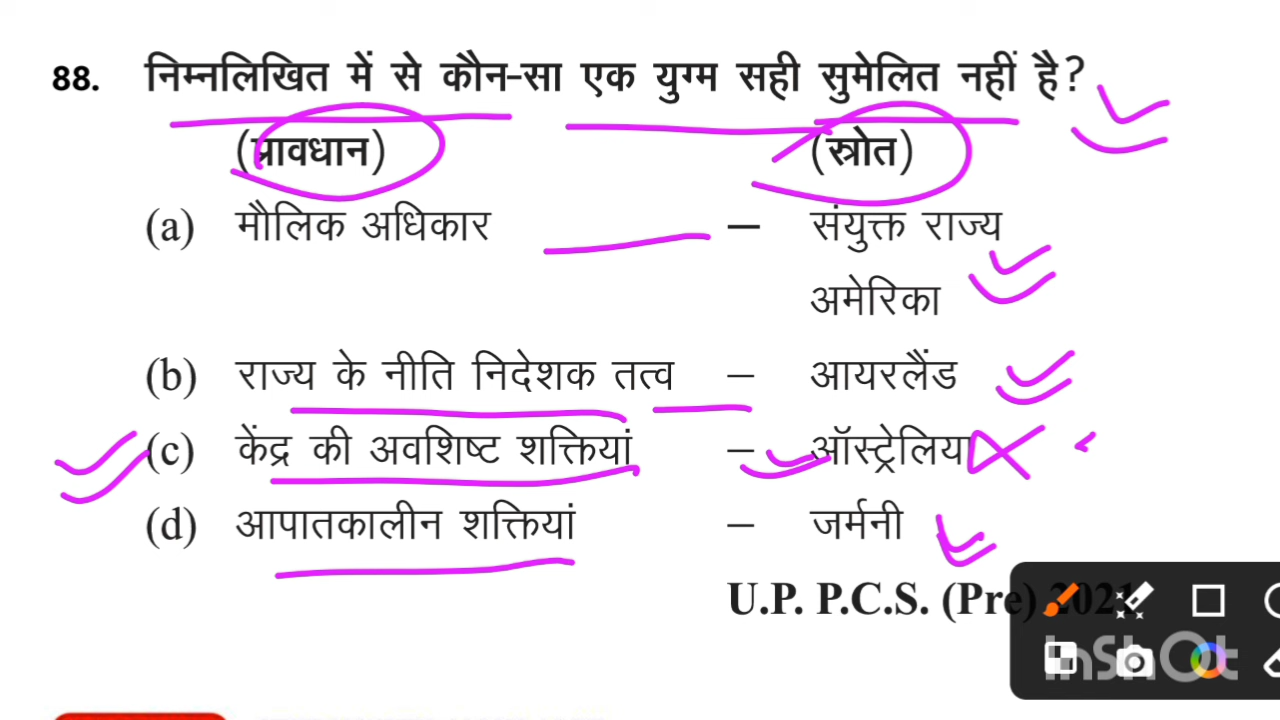 88. निम्नलिखित में से कौन-सा एक युग्म सही सुमेलित नहीं है?
(प्रावधान) (स्रोत)
(a) मौलिक अधिकार – संयुक्त राज्य
अमेरिका
(b) राज्य के नीति निदेशक तत्व – आयरलैंड
(c) केंद्र की अवशिष्ट शक्तियां – ऑस्ट्रेलिया
(d) आपातकालीन शक्तियां – जर्मनी
U.P. P.C.S. (Pre) 2021
InShOt